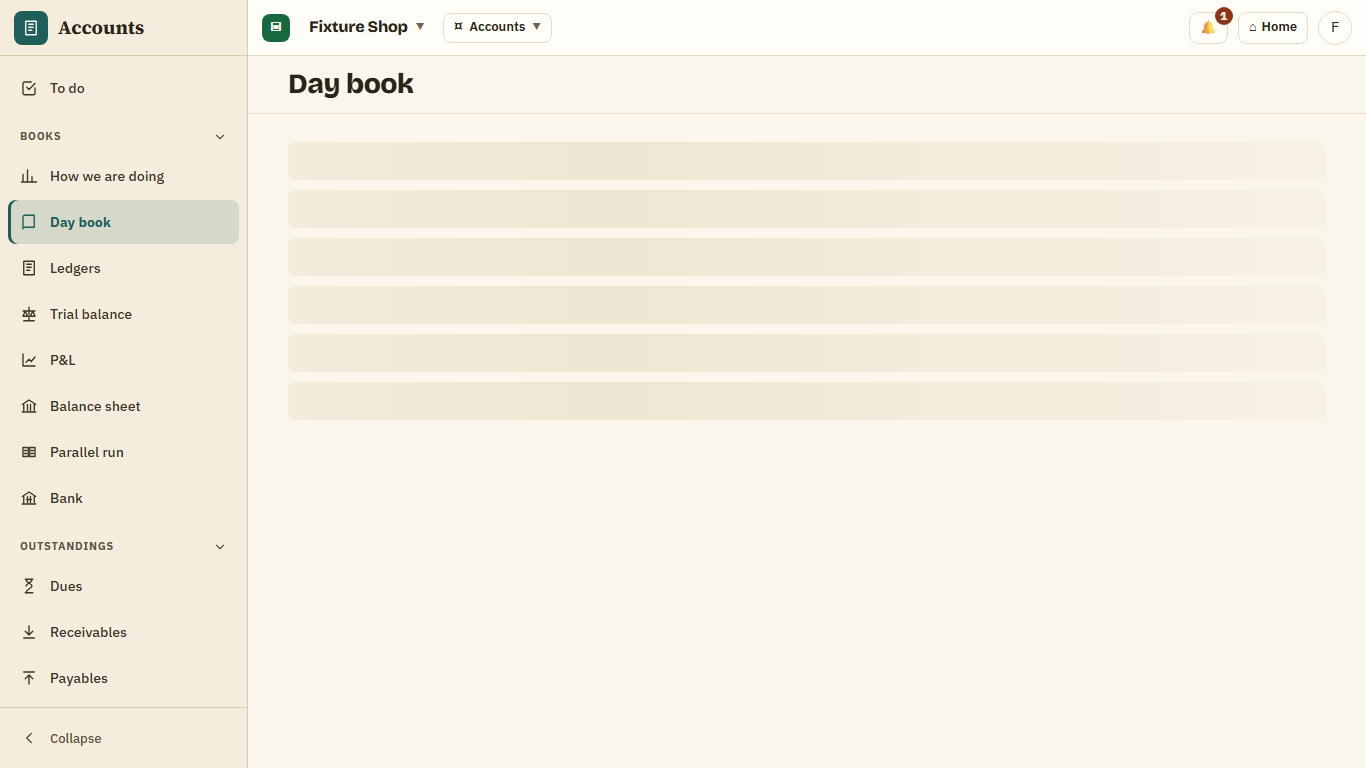 Accounts
Fixture Shop ▼
¤ Accounts ▼
1
⌂ Home
F
To do
BOOKS
How we are doing
Day book
Ledgers
Trial balance
P&L
Balance sheet
Parallel run
Bank
OUTSTANDINGS
Dues
Receivables
Payables
Collapse
Day book